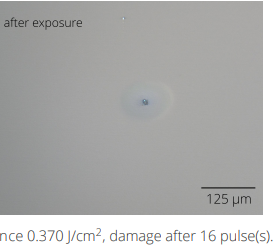 after exposure
125 µm
nce 0.370 J/cm², damage after 16 pulse(s).